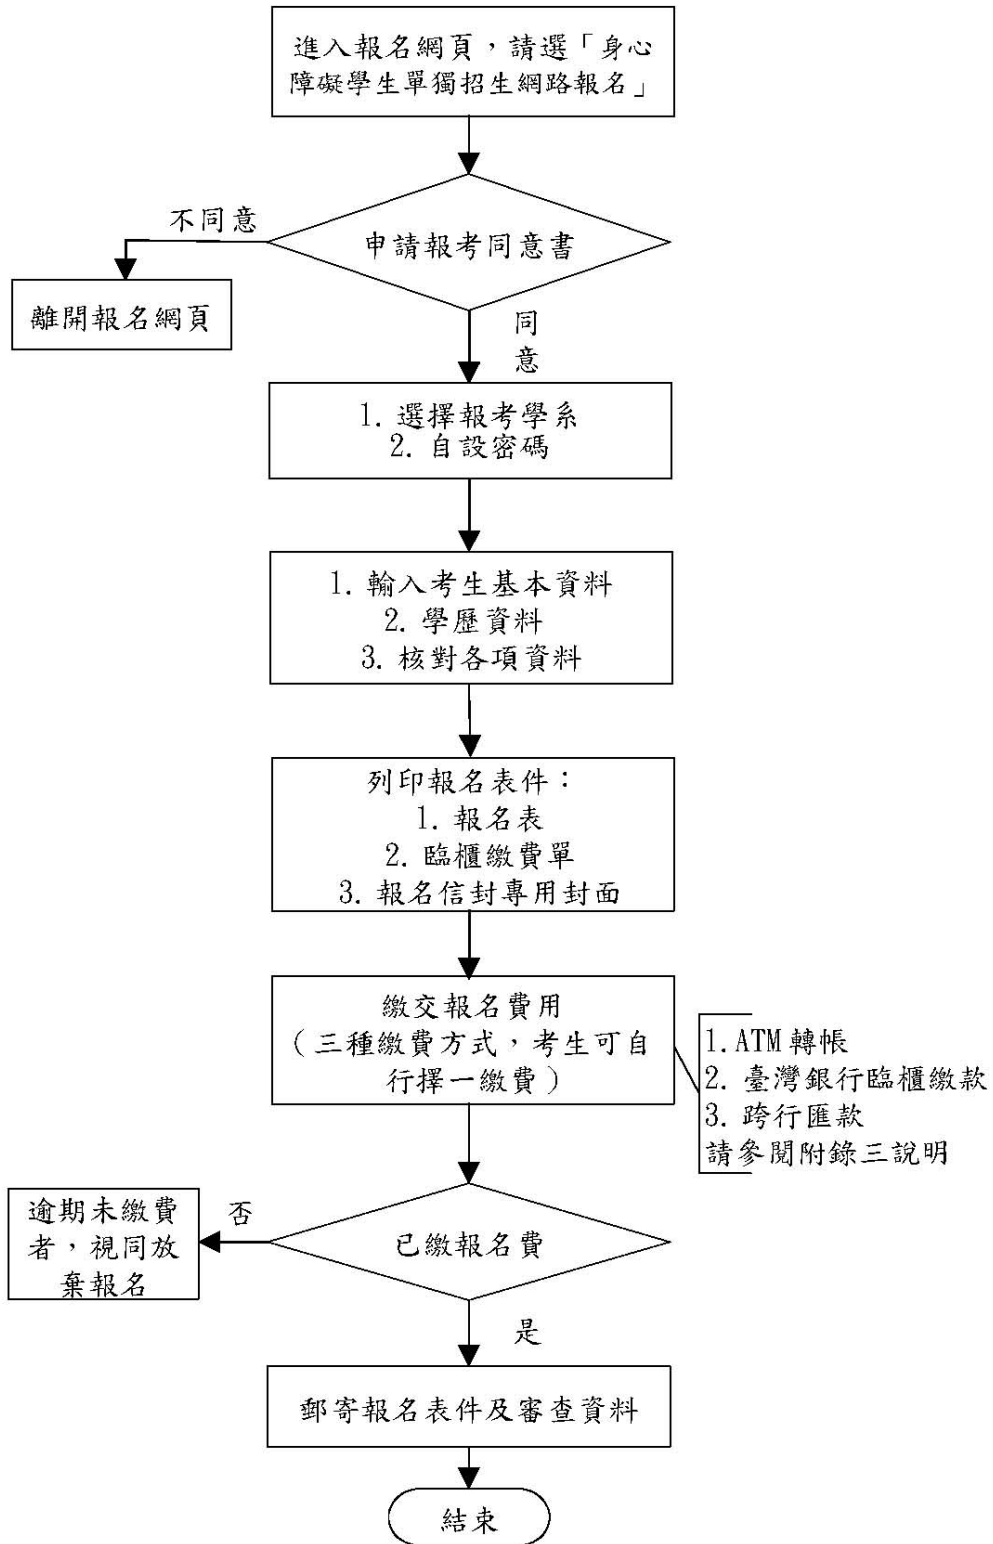 進入報名網頁，請選「身心
障礙學生單獨招生網路報名」
不同意
申請報考同意書
離開報名網頁
同
意
1. 選擇報考學系
2. 自設密碼
1. 輸入考生基本資料
2. 學歷資料
3. 核對各項資料
列印報名表件：
1. 報名表
2. 臨櫃繳費單
3. 報名信封專用封面
繳交報名費用
（三種繳費方式，考生可自
行擇一繳費）
1. ATM 轉帳
2. 臺灣銀行臨櫃繳款
3. 跨行匯款
請參閱附錄三說明
逾期未繳費
者，視同放
棄報名
否
已繳報名費
是
郵寄報名表件及審查資料
結束